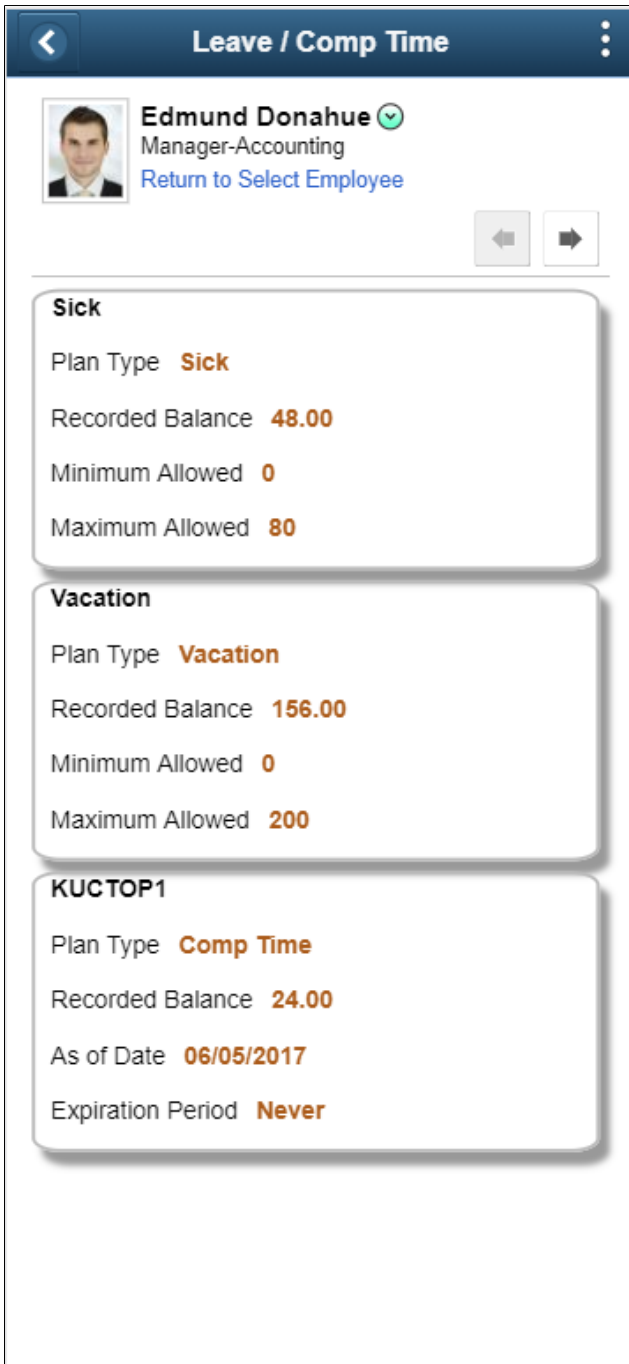 Leave / Comp Time
Edmund Donahue
Manager-Accounting
Return to Select Employee
Sick
Plan Type Sick
Recorded Balance 48.00
Minimum Allowed 0
Maximum Allowed 80
Vacation
Plan Type Vacation
Recorded Balance 156.00
Minimum Allowed 0
Maximum Allowed 200
KUCTOP1
Plan Type Comp Time
Recorded Balance 24.00
As of Date 06/05/2017
Expiration Period Never